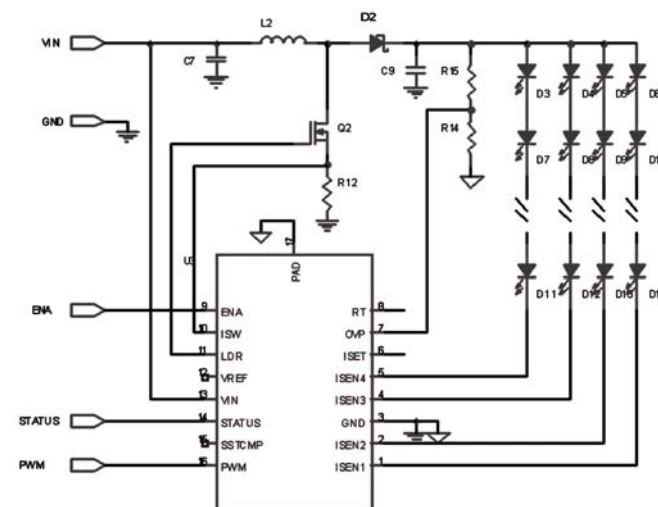 D2
L2
VIN
C7
C9
R15
D3 D4 D5
GND
Q2
R14
D7 D8 D9
R12
17
PAD
ENA
9 ENA
RT 8
D11 D12 D13
10 ISW
OVP 7
11 LDR
ISET 6
12 VREF
ISEN4 5
13 VIN
ISEN3 4
STATUS
14 STATUS
GND 3
15 SSTCMP
ISEN2 2
PWM
16 PWM
ISEN1 1